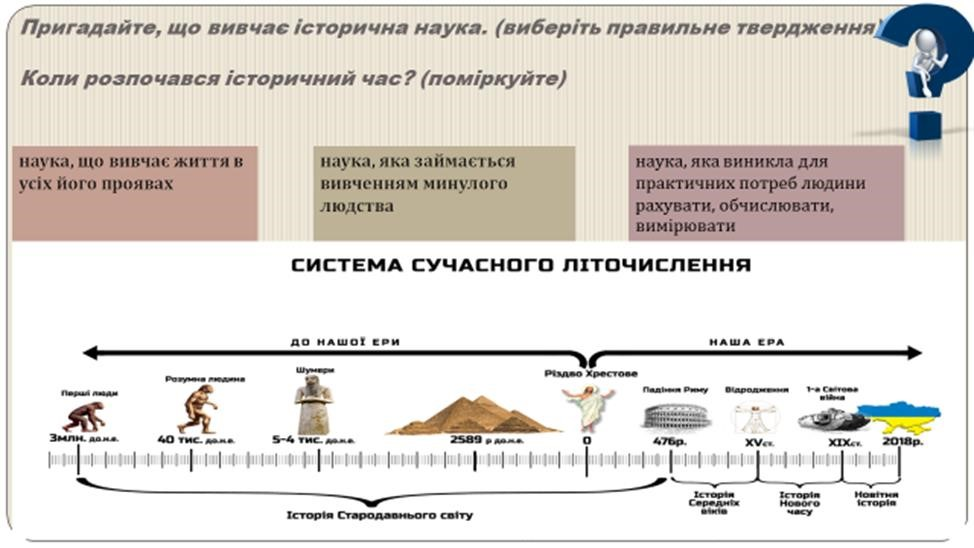 Пригадайте, що вивчає історична наука. (виберіть правильне твердження)
Коли розпочався історичний час? (поміркуйте)
наука, що вивчає життя в
усіх його проявах
наука, яка займається
вивченням минулого
людства
наука, яка виникла для
практичних потреб людини
рахувати, обчислювати,
вимірювати
СИСТЕМА СУЧАСНОГО ЛІТОЧИСЛЕННЯ
ДО НАШОЇ ЕРИ
НАША ЕРА
Перші люди
Розумна людина
Шумери
Різдво Хрестове
Падіння Риму
Відродження
1-а Світова
війна
3млн. до.н.е.
40 тис. до.н.е.
5-4 тис. до.н.е.
2589 р до.н.е.
0
476р.
XVст.
XIXст.
2018р.
Історія Стародавнього світу
Історія
Середніх
віків
Історія
Нового
часу
Новітня
історія